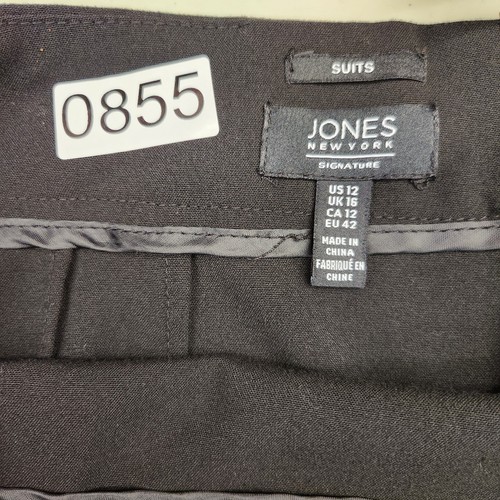 0855
SUITS
JONES
NEW YORK
SIGNATURE
US 12
UK 16
CA 12
EU 42
MADE IN
CHINA
FABRIQUÉ EN
CHINE